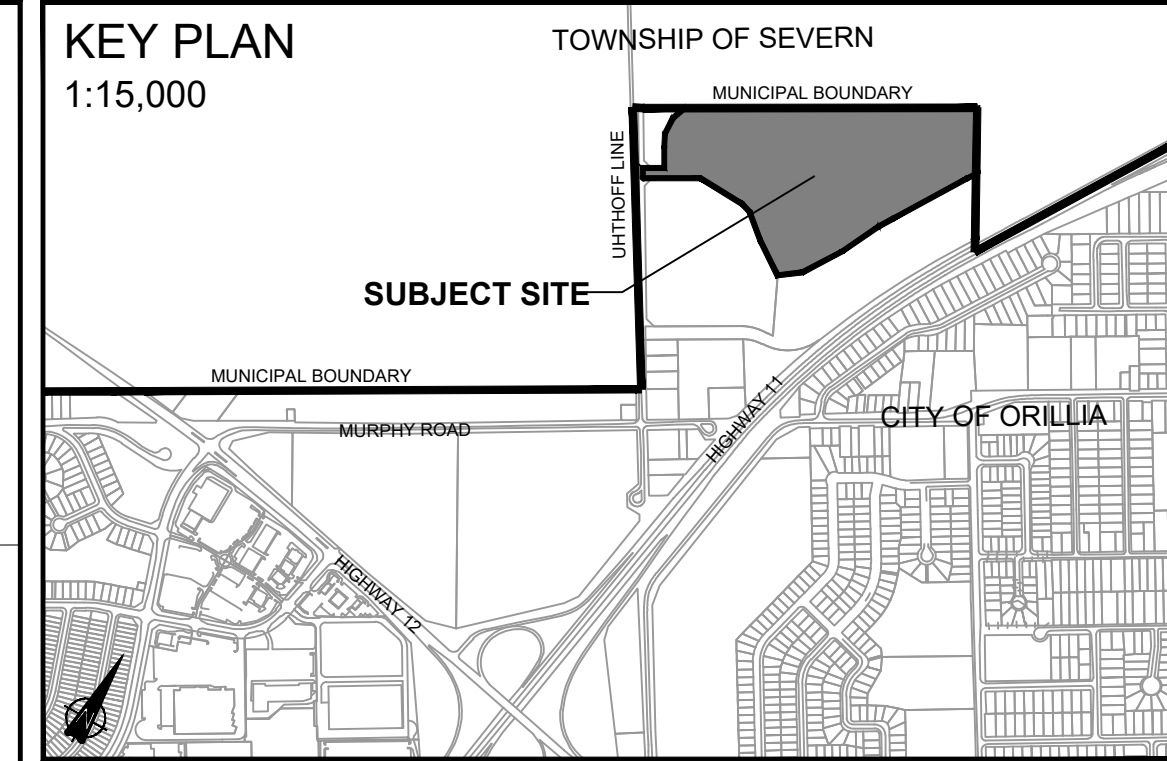 KEY PLAN
1:15,000
TOWNSHIP OF SEVERN
MUNICIPAL BOUNDARY
UHTHOFF LINE
SUBJECT SITE
MUNICIPAL BOUNDARY
MURPHY ROAD
HIGHWAY 11
CITY OF ORILLIA
HIGHWAY 12
N